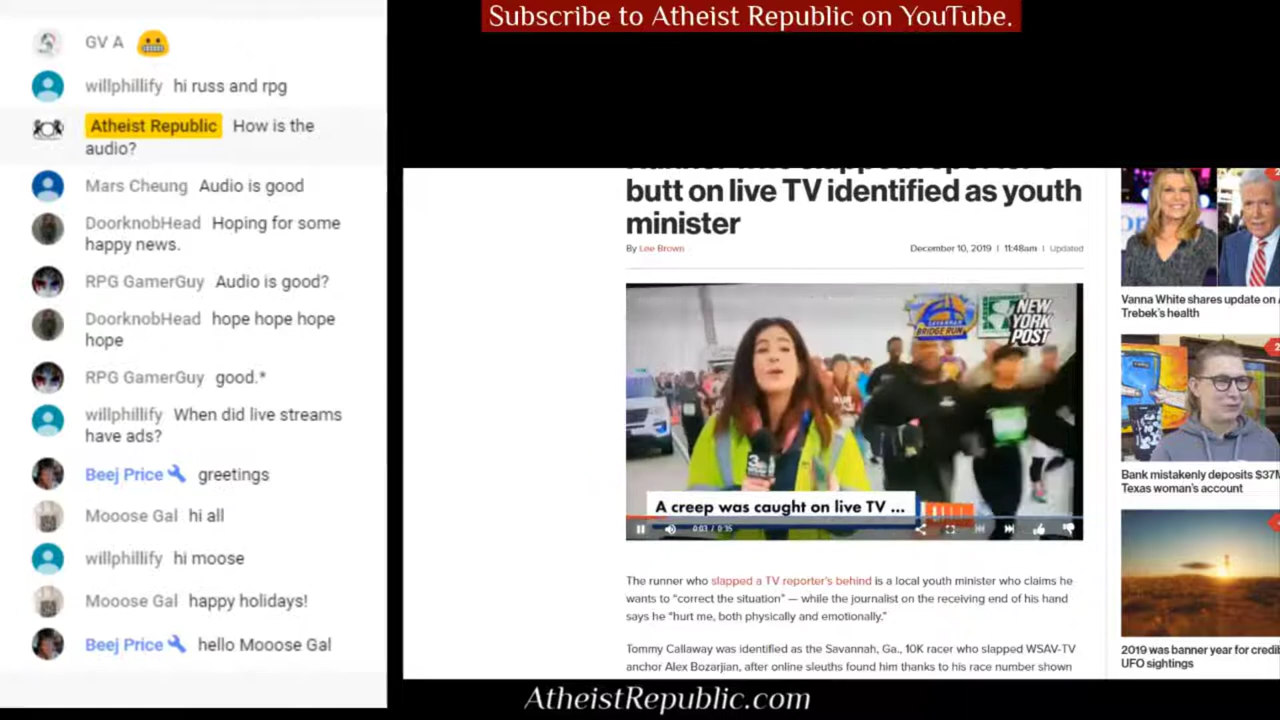 Subscribe to Atheist Republic on YouTube.
GV A
willphillify hi russ and rpg
Atheist Republic How is the
audio?
Mars Cheung Audio is good
DoorknobHead Hoping for some
happy news.
RPG GamerGuy Audio is good?
DoorknobHead hope hope hope
hope
RPG GamerGuy good.*
willphillify When did live streams
have ads?
Beej Price greetings
Mooose Gal hi all
willphillify hi moose
Mooose Gal happy holidays!
Beej Price hello Mooose Gal
butt on live TV identified as youth
minister
By Lee Brown
December 10, 2019 | 11:48am | Updated
SAVANNAH
BRIDGE RUN
NEW
YORK
POST
3
A creep was caught on live TV ...
0:03 / 0:35
The runner who slapped a TV reporter's behind is a local youth minister who claims he
wants to “correct the situation” — while the journalist on the receiving end of his hand
says he “hurt me, both physically and emotionally.”
Tommy Callaway was identified as the Savannah, Ga., 10K racer who slapped WSAV-TV
anchor Alex Bozarjian, after online sleuths found him thanks to his race number shown
Vanna White shares update on
Trebek's health
Bank mistakenly deposits $37M
Texas woman's account
2019 was banner year for credi
UFO sightings
AtheistRepublic.com